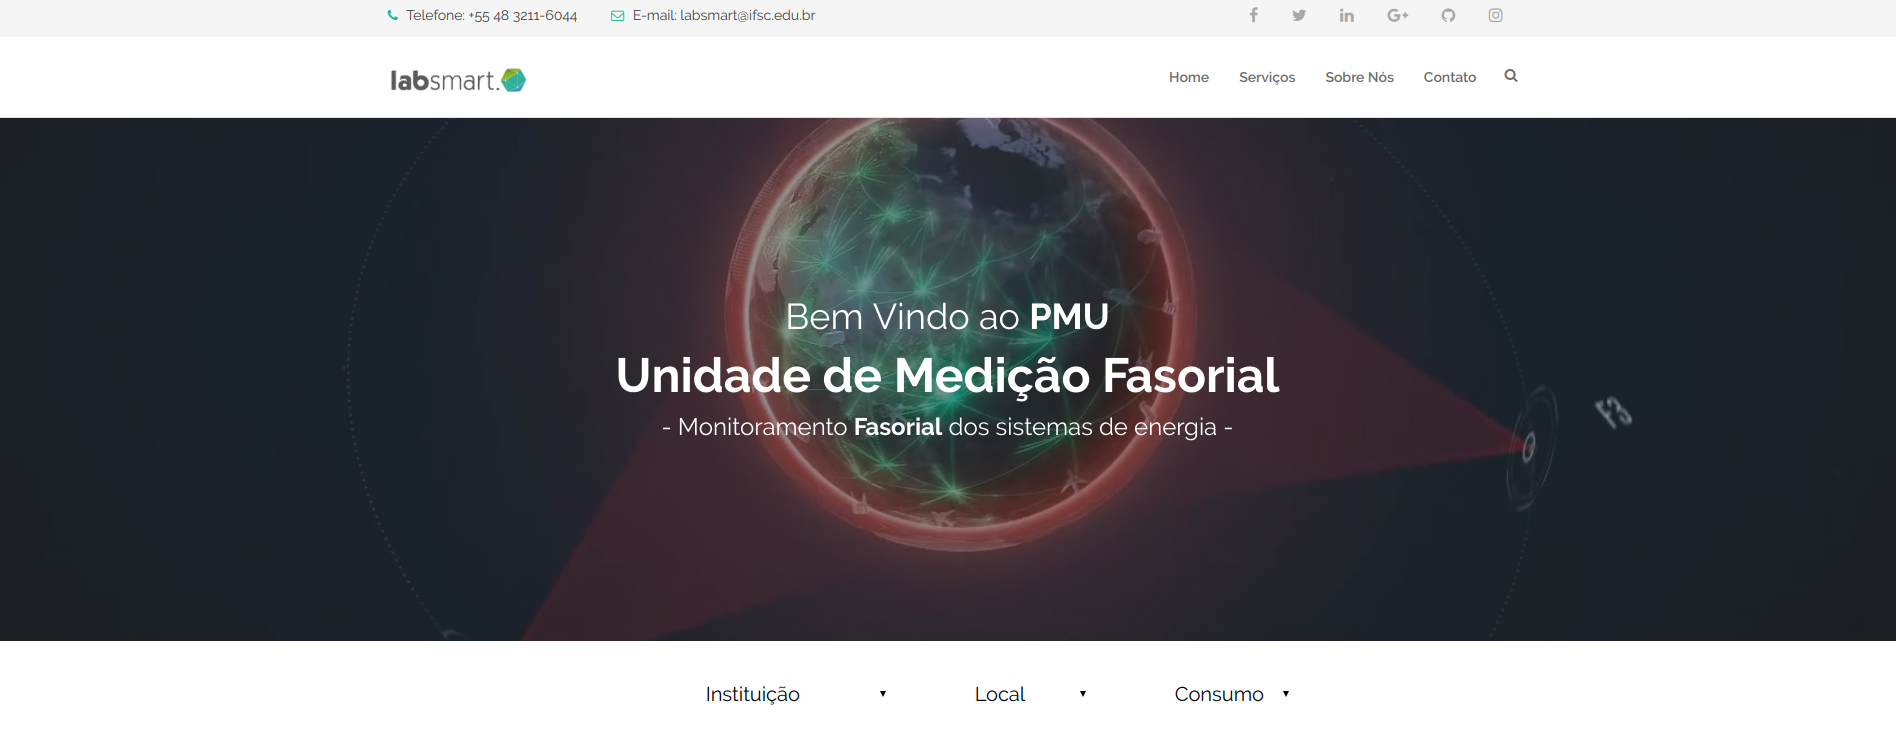 Telefone: +55 48 3211-6044
E-mail: labsmart@ifsc.edu.br
labsmart.
Home
Serviços
Sobre Nós
Contato
Bem Vindo ao PMU
Unidade de Medição Fasorial
- Monitoramento Fasorial dos sistemas de energia -
F3
Instituição
Local
Consumo